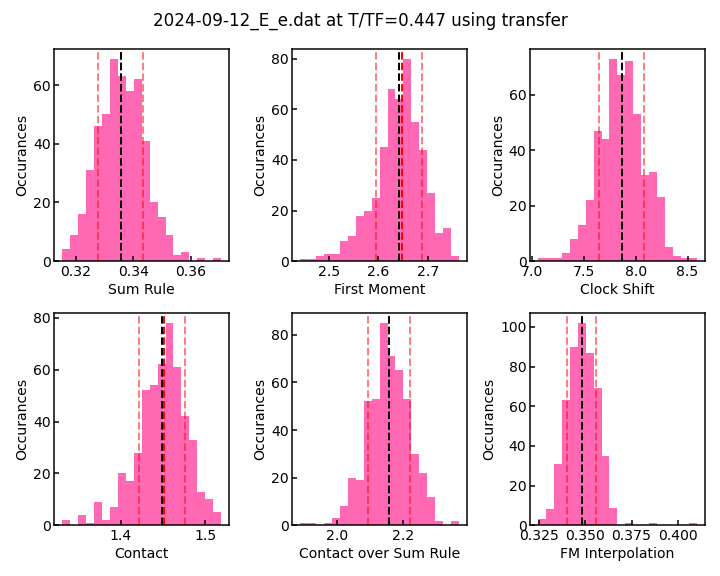 2024-09-12_E_e.dat at T/TF=0.447 using transfer
Occurances
0
20
40
60
0.32 0.34 0.36
Sum Rule
Occurances
0
20
40
60
80
2.5 2.6 2.7
First Moment
Occurances
0
20
40
60
7.0 7.5 8.0 8.5
Clock Shift
Occurances
0
20
40
60
80
1.4 1.5
Contact
Occurances
0
20
40
60
80
2.0 2.2
Contact over Sum Rule
Occurances
0
20
40
60
80
100
0.325 0.350 0.375 0.400
FM Interpolation